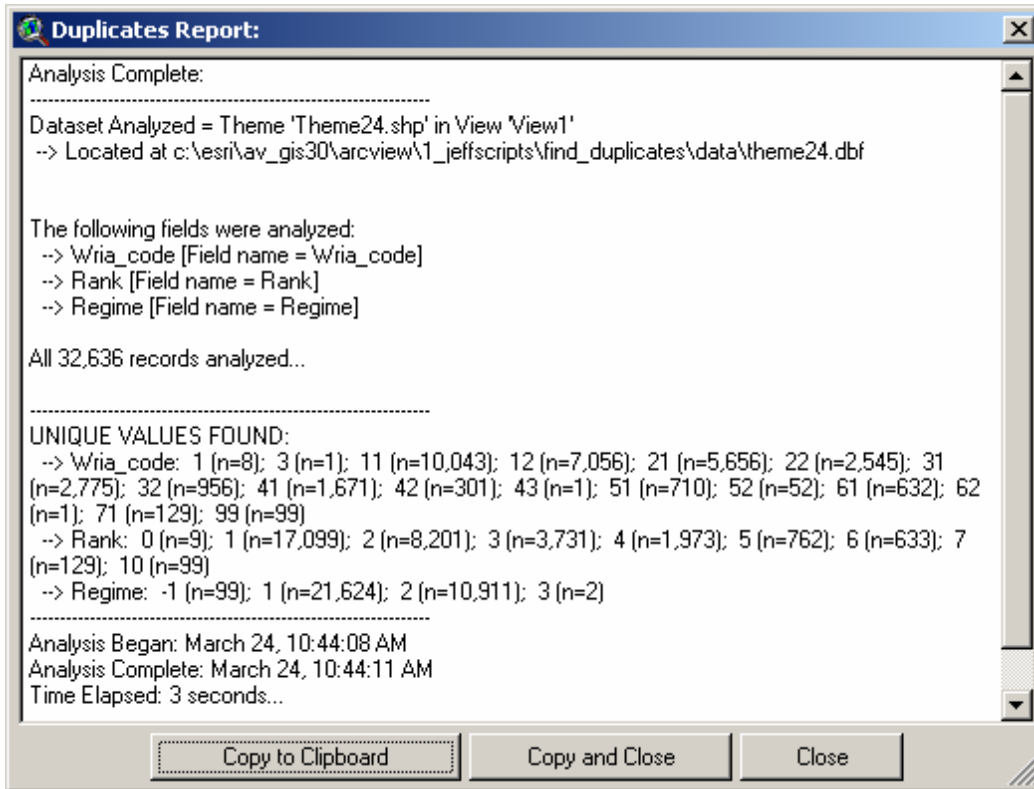 Duplicates Report:
Analysis Complete:
-------------------------------------------------------------------
Dataset Analyzed = Theme 'Theme24.shp' in View 'View1'
--> Located at c:\esri\av_gis30\arcview\1_jeffscripts\find_duplicates\data\theme24.dbf
The following fields were analyzed:
--> Wria_code [Field name = Wria_code]
--> Rank [Field name = Rank]
--> Regime [Field name = Regime]
All 32,636 records analyzed...
-------------------------------------------------------------------
UNIQUE VALUES FOUND:
--> Wria_code: 1 (n=8); 3 (n=1); 11 (n=10,043); 12 (n=7,056); 21 (n=5,656); 22 (n=2,545); 31
(n=2,775); 32 (n=956); 41 (n=1,671); 42 (n=301); 43 (n=1); 51 (n=710); 52 (n=52); 61 (n=632); 62
(n=1); 71 (n=129); 99 (n=99)
--> Rank: 0 (n=9); 1 (n=17,099); 2 (n=8,201); 3 (n=3,731); 4 (n=1,973); 5 (n=762); 6 (n=633); 7
(n=129); 10 (n=99)
--> Regime: -1 (n=99); 1 (n=21,624); 2 (n=10,911); 3 (n=2)
-------------------------------------------------------------------
Analysis Began: March 24, 10:44:08 AM
Analysis Complete: March 24, 10:44:11 AM
Time Elapsed: 3 seconds...
Copy to Clipboard
Copy and Close
Close